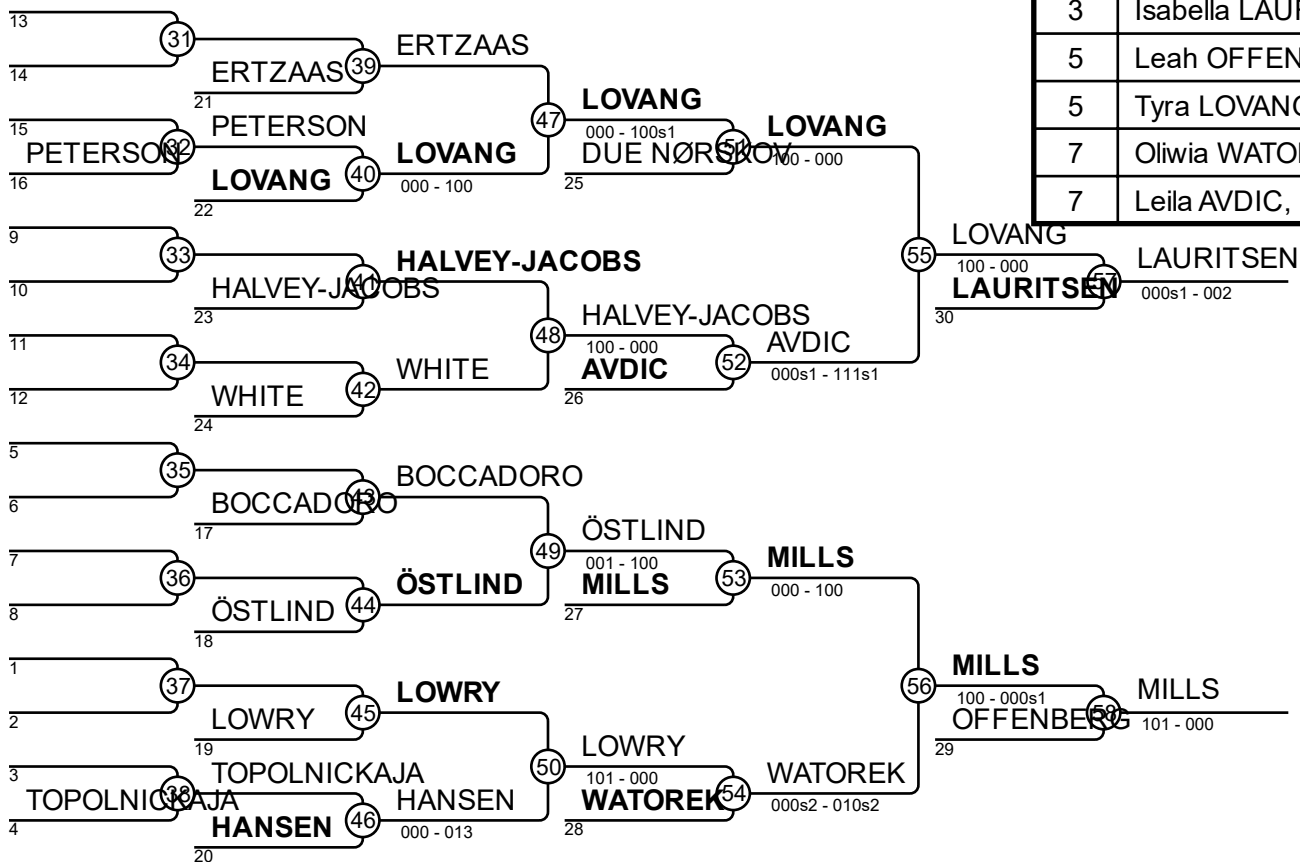 13
31
14
ERTZAAS
39
ERTZAAS
21
15
PETERSON
32
PETERSON
16
LOVANG
40
LOVANG
000 - 100
22
47
LOVANG
000 - 100s1
DUE NØRSKOV
25
51
LOVANG
100 - 000
9
33
10
HALVEY-JACOBS
41
HALVEY-JACOBS
23
11
34
12
WHITE
42
WHITE
24
48
HALVEY-JACOBS
100 - 000
AVDIC
26
52
AVDIC
000s1 - 111s1
55
LOVANG
100 - 000
LAURITSEN
30
57
LAURITSEN
000s1 - 002
5
35
6
BOCCADORO
43
BOCCADORO
17
7
36
8
ÖSTLIND
44
ÖSTLIND
18
49
ÖSTLIND
001 - 100
MILLS
27
53
MILLS
000 - 100
1
37
2
LOWRY
45
LOWRY
19
3
TOPOLNICKAJA
38
TOPOLNICKAJA
4
HANSEN
46
HANSEN
000 - 013
20
50
LOWRY
101 - 000
WATOREK
28
54
WATOREK
000s2 - 010s2
56
MILLS
100 - 000s1
OFFENBERG
29
58
MILLS
101 - 000
3 Isabella
5 Leah
5 Tyra LOVANG
7 Oliwia
7 Leila AVDIC,